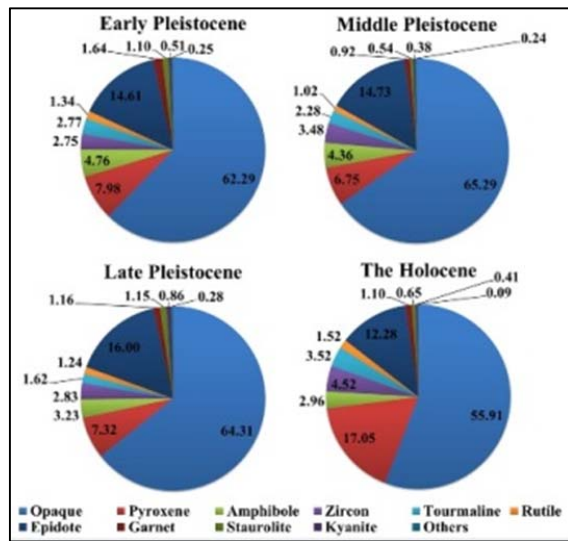 Early Pleistocene
1.64 1.10 0.51 0.25
14.61
1.34
2.77
2.75
4.76
7.98
62.29
Middle Pleistocene
0.92 0.54 0.38 0.24
14.73
1.02
2.28
3.48
4.36
6.75
65.29
Late Pleistocene
1.16 1.15 0.86 0.28
16.00
1.24
1.62
2.83
3.23
7.32
64.31
The Holocene
1.10 0.65 0.41
0.09
12.28
1.52
3.52
4.52
2.96
17.05
55.91
Opaque Pyroxene Amphibole Zircon Tourmaline Rutile
Epidote Garnet Staurolite Kyanite Others